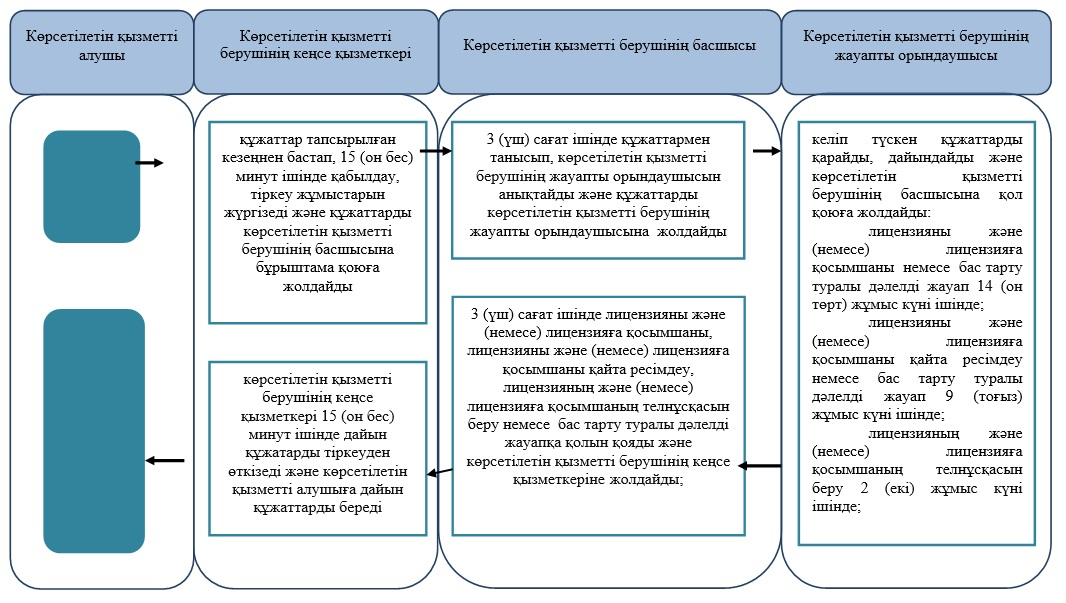 Көрсетілетін қызметті
алушы
Көрсетілетін қызметті
берушінің кеңсе қызметкері
Көрсетілетін қызметті берушінің басшысы
Көрсетілетін қызметті берушінің
жауапты орындаушысы
құжаттар тапсырылған
кезеңнен бастап, 15 (он бес)
минут ішінде қабылдау,
тіркеу жұмыстарын
жүргізеді және құжаттарды
көрсетілетін қызметті
берушінің басшысына
бұрыштама қоюға
жолдайды
3 (үш) сағат ішінде құжаттармен
танысып, көрсетілетін қызметті
берушінің жауапты орындаушысын
анықтайды және құжаттарды
көрсетілетін қызметті берушінің
жауапты орындаушысына жолдайды
келіп түскен құжаттарды
қарайды, дайындайды және
көрсетілетін қызметті
берушінің басшысына қол
қоюға жолдайды:
лицензияны және
(немесе) лицензияға
қосымшаны немесе бас тарту
туралы дәлелді жауап 14 (он
төрт) жұмыс күні ішінде;
лицензияны және
(немесе) лицензияға
қосымшаны қайта ресімдеу
немесе бас тарту туралы
дәлелді жауап 9 (тоғыз)
жұмыс күні ішінде;
лицензияның және
(немесе) лицензияға
қосымшаның телнұсқасын
беру 2 (екі) жұмыс күні
ішінде;
3 (үш) сағат ішінде лицензияны және
(немесе) лицензияға қосымшаны,
лицензияны және (немесе) лицензияға
қосымшаны қайта ресімдеу,
лицензияның және (немесе)
лицензияға қосымшаның телнұсқасын
беру немесе бас тарту туралы дәлелді
жауапқа қолын қояды және
көрсетілетін қызметті берушінің кеңсе
қызметкеріне жолдайды;
көрсетілетін қызметті
берушінің кеңсе
қызметкері 15 (он бес)
минут ішінде дайын
құжатарды тіркеуден
өткізеді және көрсетілетін
қызметті алушыға дайын
құжаттарды береді